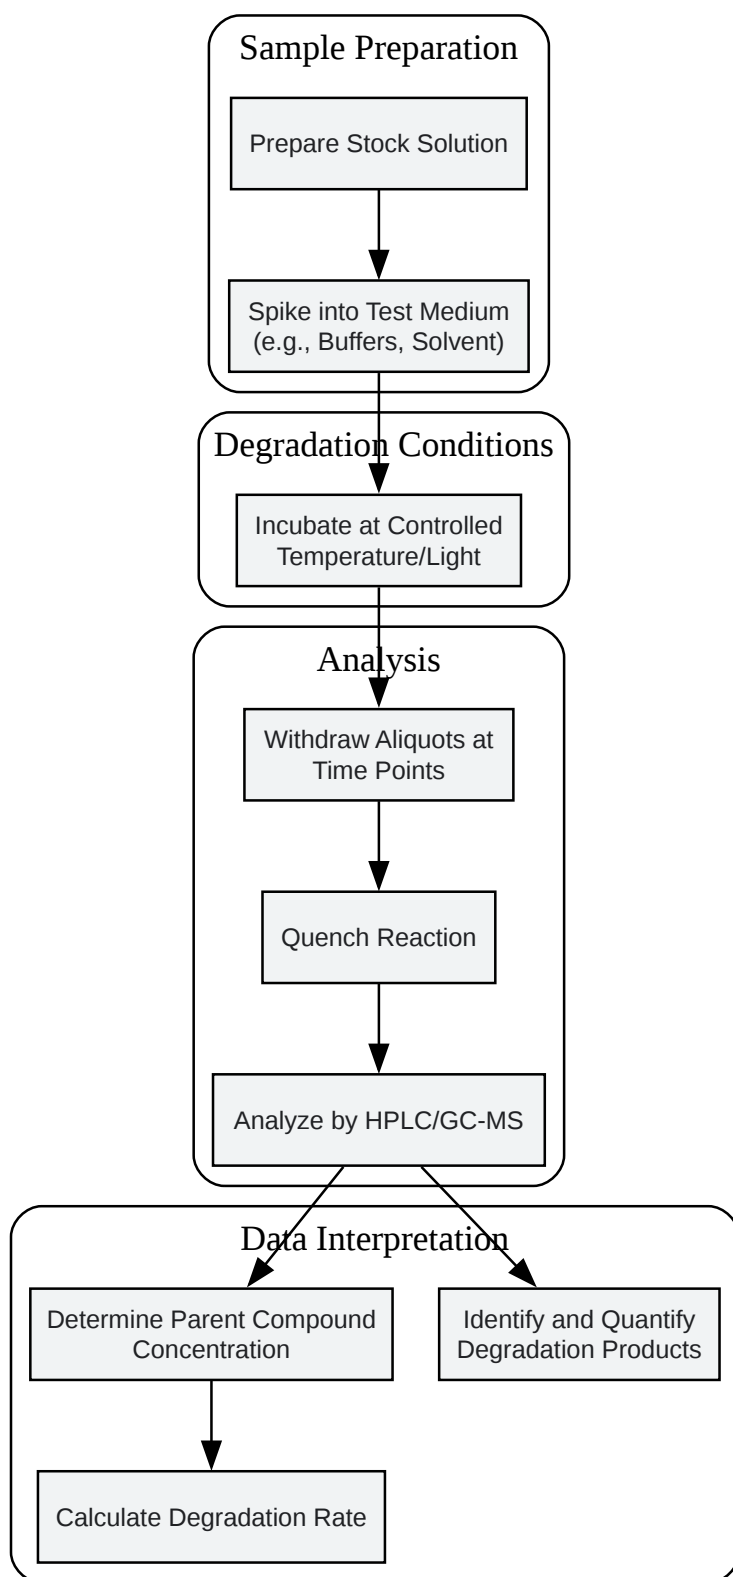 Sample Preparation
Prepare Stock Solution
Spike into Test Medium
(e.g., Buffers, Solvent)
Degradation Conditions
Incubate at Controlled
Temperature/Light
Analysis
Withdraw Aliquots at
Time Points
Quench Reaction
Analyze by HPLC/GC-MS
Data Interpretation
Determine Parent Compound
Concentration
Identify and Quantify
Degradation Products
Calculate Degradation Rate